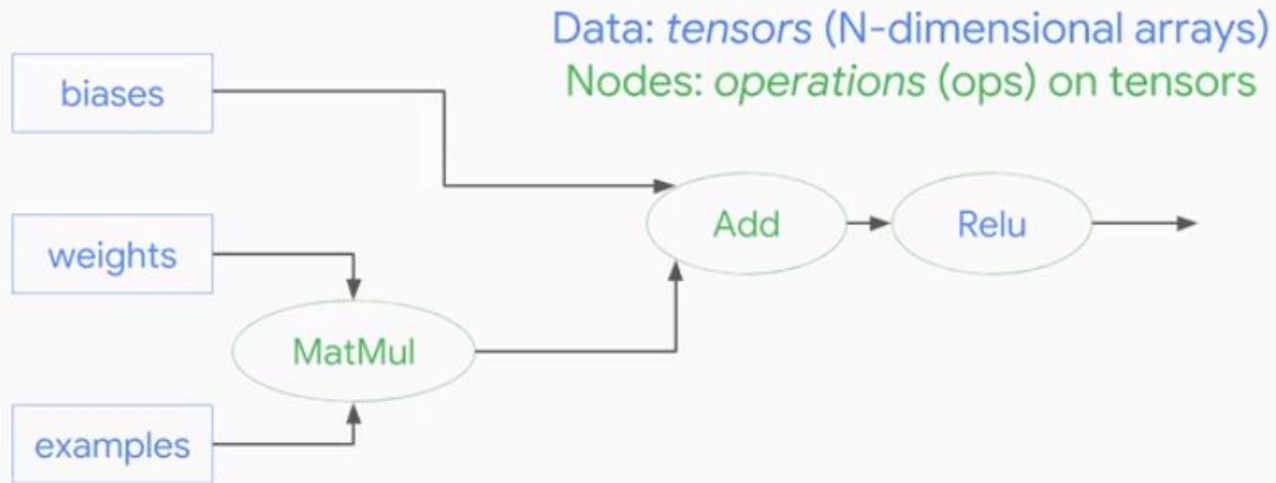 Data: tensors (N-dimensional arrays)
Nodes: operations (ops) on tensors
biases
weights
Add
Relu
MatMul
examples